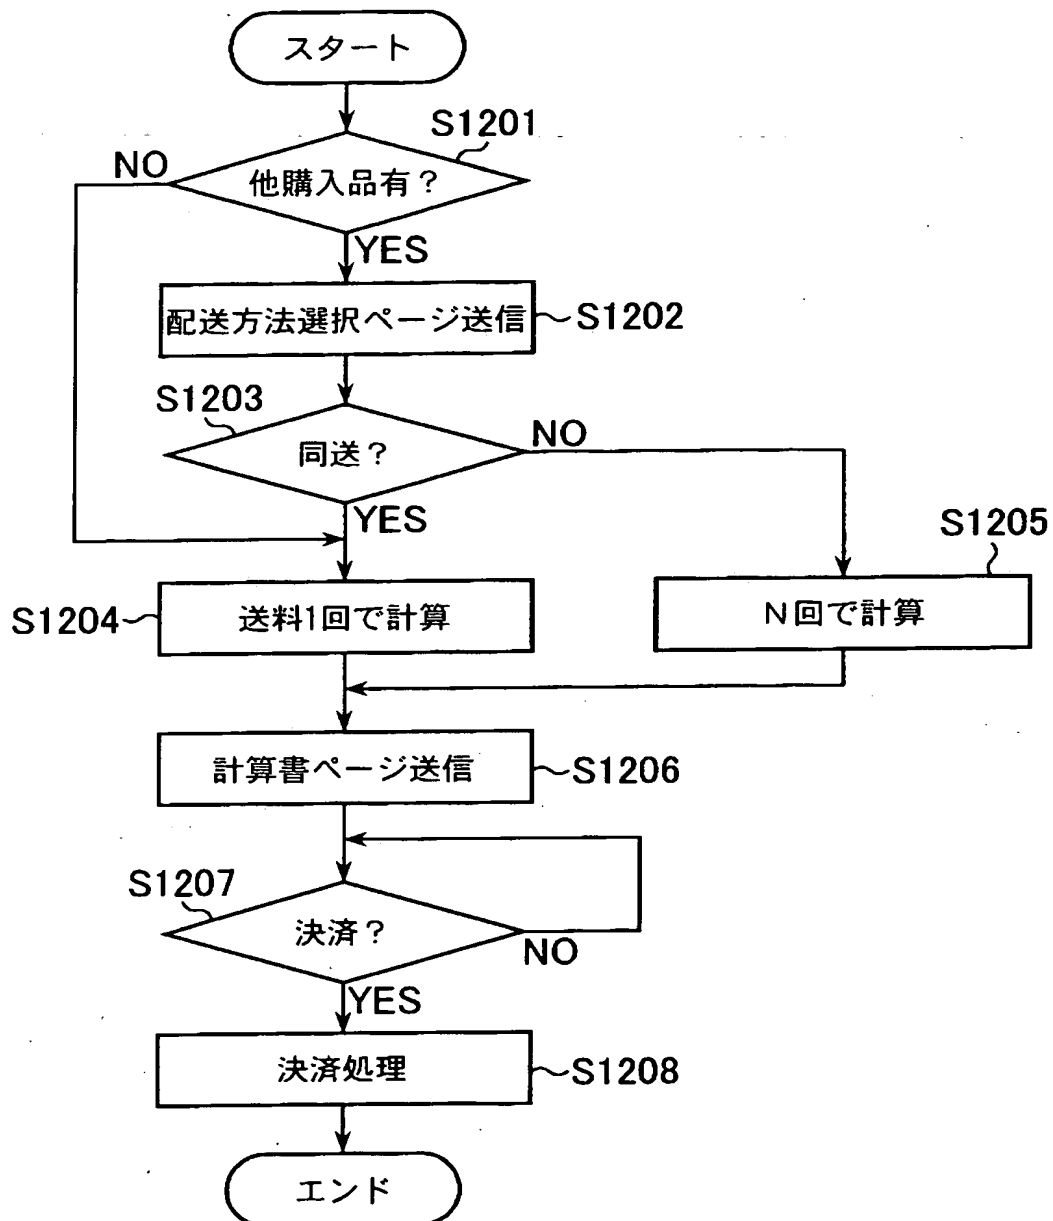 スタート
S1201
NO
他購入品有？
YES
配送方法選択ページ送信
S1202
S1203
同送？
NO
YES
S1205
S1204
送料1回で計算
N回で計算
計算書ページ送信
S1206
S1207
決済？
NO
YES
決済処理
S1208
エンド